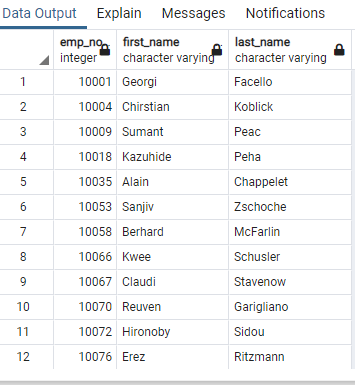 Data Output Explain Messages Notifications
emp_no first_name last_name
integer character varying character varying
1 10001 Georgi Facello
2 10004 Chirstian Koblick
3 10009 Sumant Peac
4 10018 Kazuhide Peha
5 10035 Alain Chappelet
6 10053 Sanjiv Zschoche
7 10058 Berhard McFarlin
8 10066 Kwee Schusler
9 10067 Claudi Stavenow
10 10070 Reuven Garigliano
11 10072 Hironoby Sidou
12 10076 Erez Ritzmann